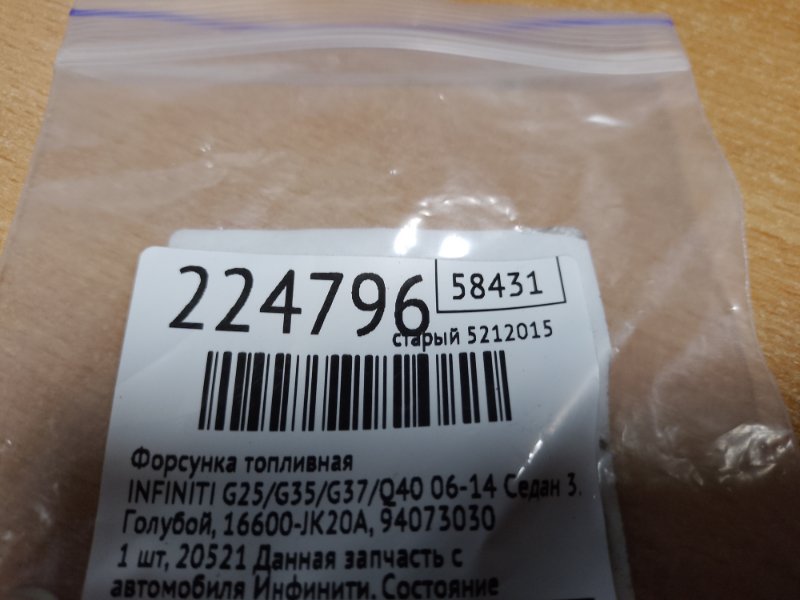 224796
58431
старый 5212015
Форсунка топливная
INFINITI G25/G35/G37/Q40 06-14 Седан 3.
Голубой, 16600-JK20A, 94073030
1 шт, 20521 Данная запчасть с
автомобиля Инфинити. Состояние